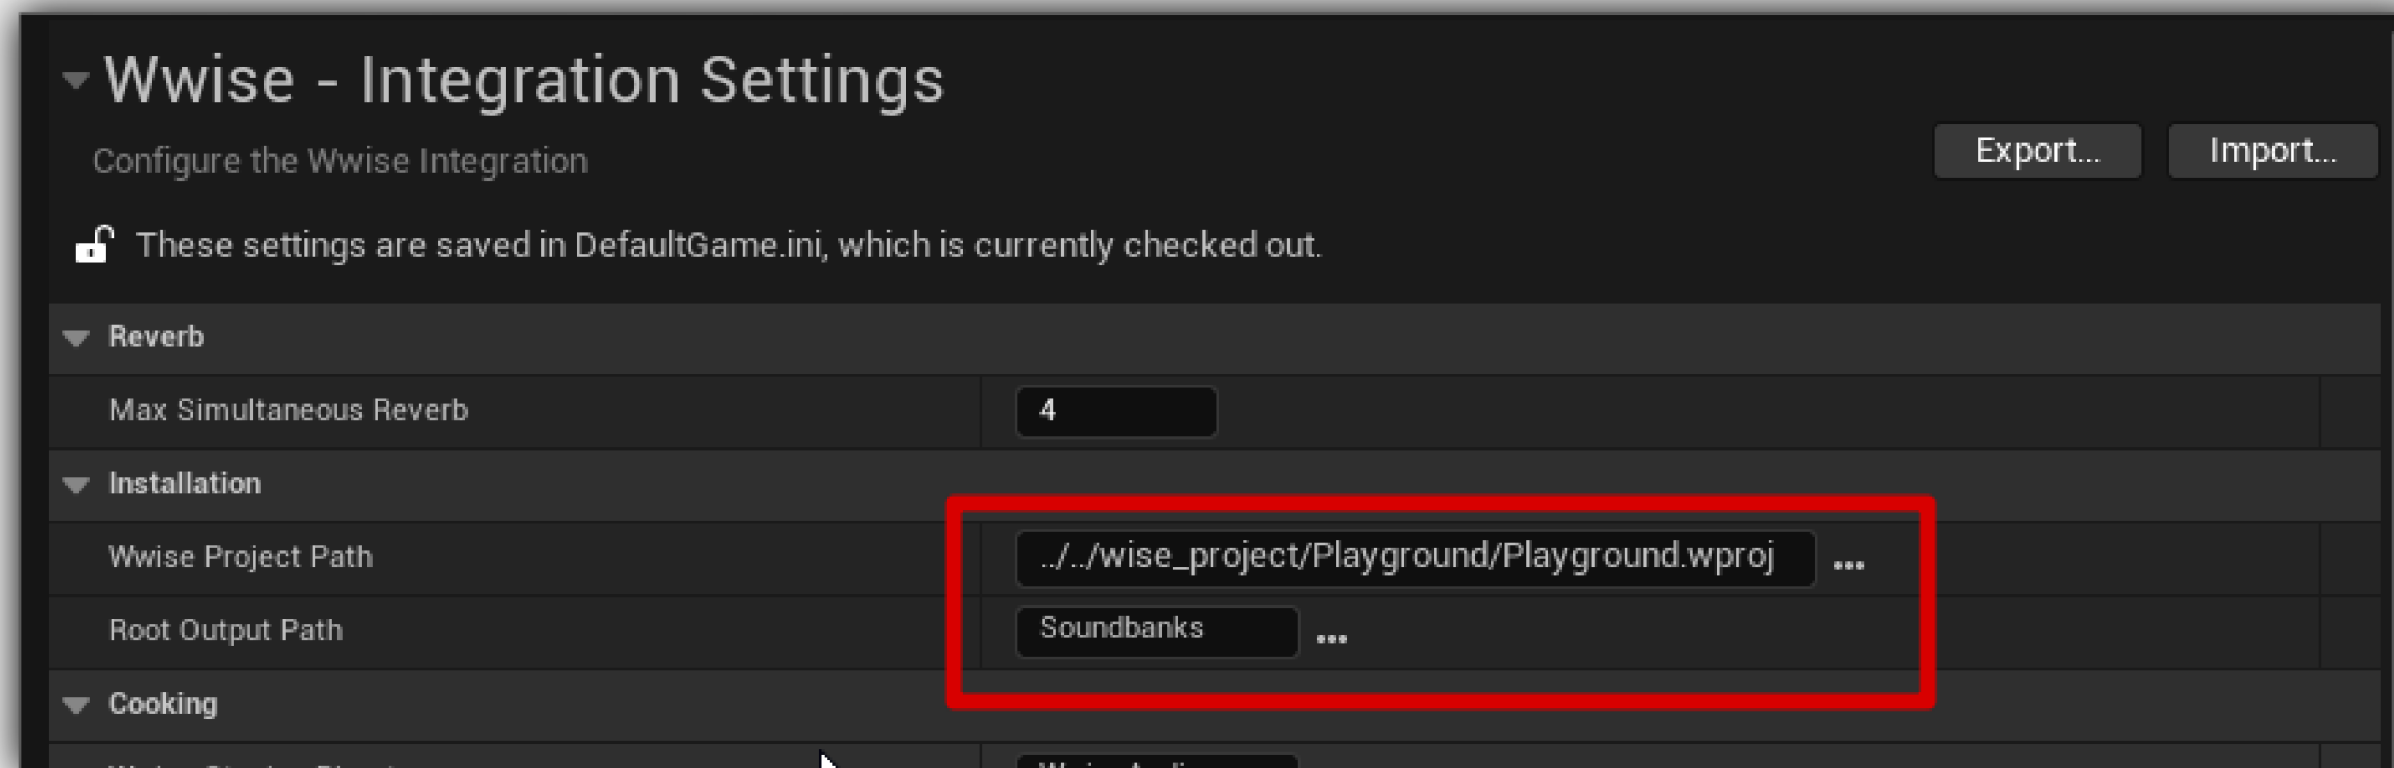 Wwise - Integration Settings
Configure the Wwise Integration
Export...
Import...
These settings are saved in DefaultGame.ini, which is currently checked out.
Reverb
Max Simultaneous Reverb
4
Installation
Wwise Project Path
../../wise_project/Playground/Playground.wproj
Root Output Path
Soundbanks
Cooking